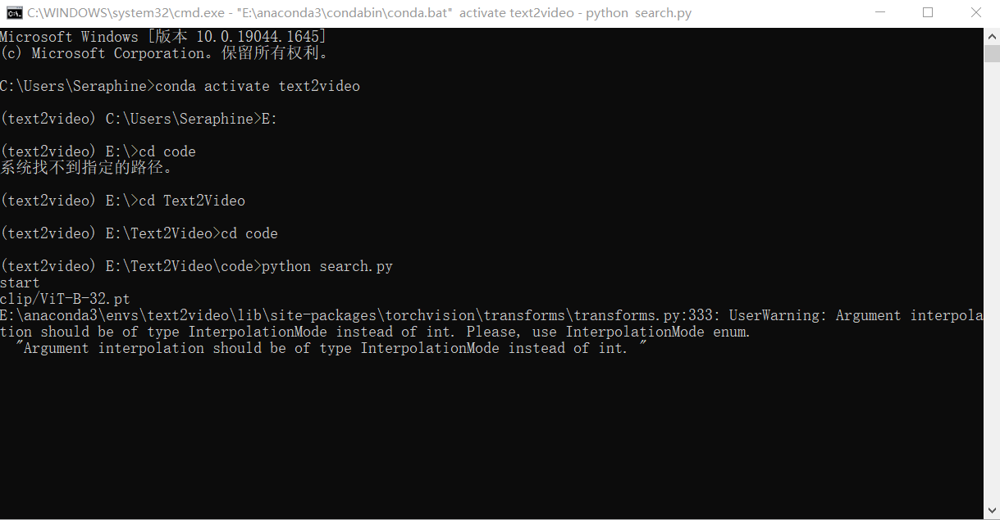 C:\WINDOWS\system32\cmd.exe - "E:\anaconda3\condabin\conda.bat"  activate text2video - python  search.py
Microsoft Windows [版本 10.0.19044.1645]
(c) Microsoft Corporation。保留所有权利。
C:\Users\Seraphine>conda activate text2video
(text2video) C:\Users\Seraphine>E:
(text2video) E:\>cd code
系统找不到指定的路径。
(text2video) E:\>cd Text2Video
(text2video) E:\Text2Video>cd code
(text2video) E:\Text2Video\code>python search.py
start
clip/ViT-B-32.pt
E:\anaconda3\envs\text2video\lib\site-packages\torchvision\transforms\transforms.py:333: UserWarning: Argument interpola
tion should be of type InterpolationMode instead of int. Please, use InterpolationMode enum.
  "Argument interpolation should be of type InterpolationMode instead of int. "